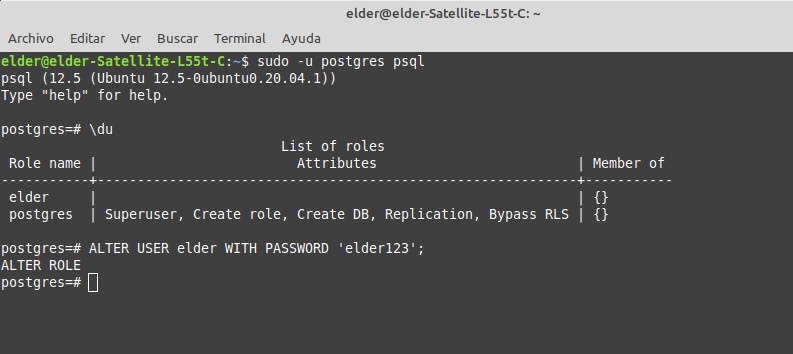 elder@elder-Satellite-L55t-C: ~
Archivo Editar Ver Buscar Terminal Ayuda
elder@elder-Satellite-L55t-C:~$ sudo -u postgres psql
psql (12.5 (Ubuntu 12.5-0ubuntu0.20.04.1))
Type "help" for help.
postgres=# \du
List of roles
Role name | Attributes | Member of
-----------+------------------------------------------------------------+-----------
elder | | {}
postgres | Superuser, Create role, Create DB, Replication, Bypass RLS | {}
postgres=# ALTER USER elder WITH PASSWORD 'elder123';
ALTER ROLE
postgres=#